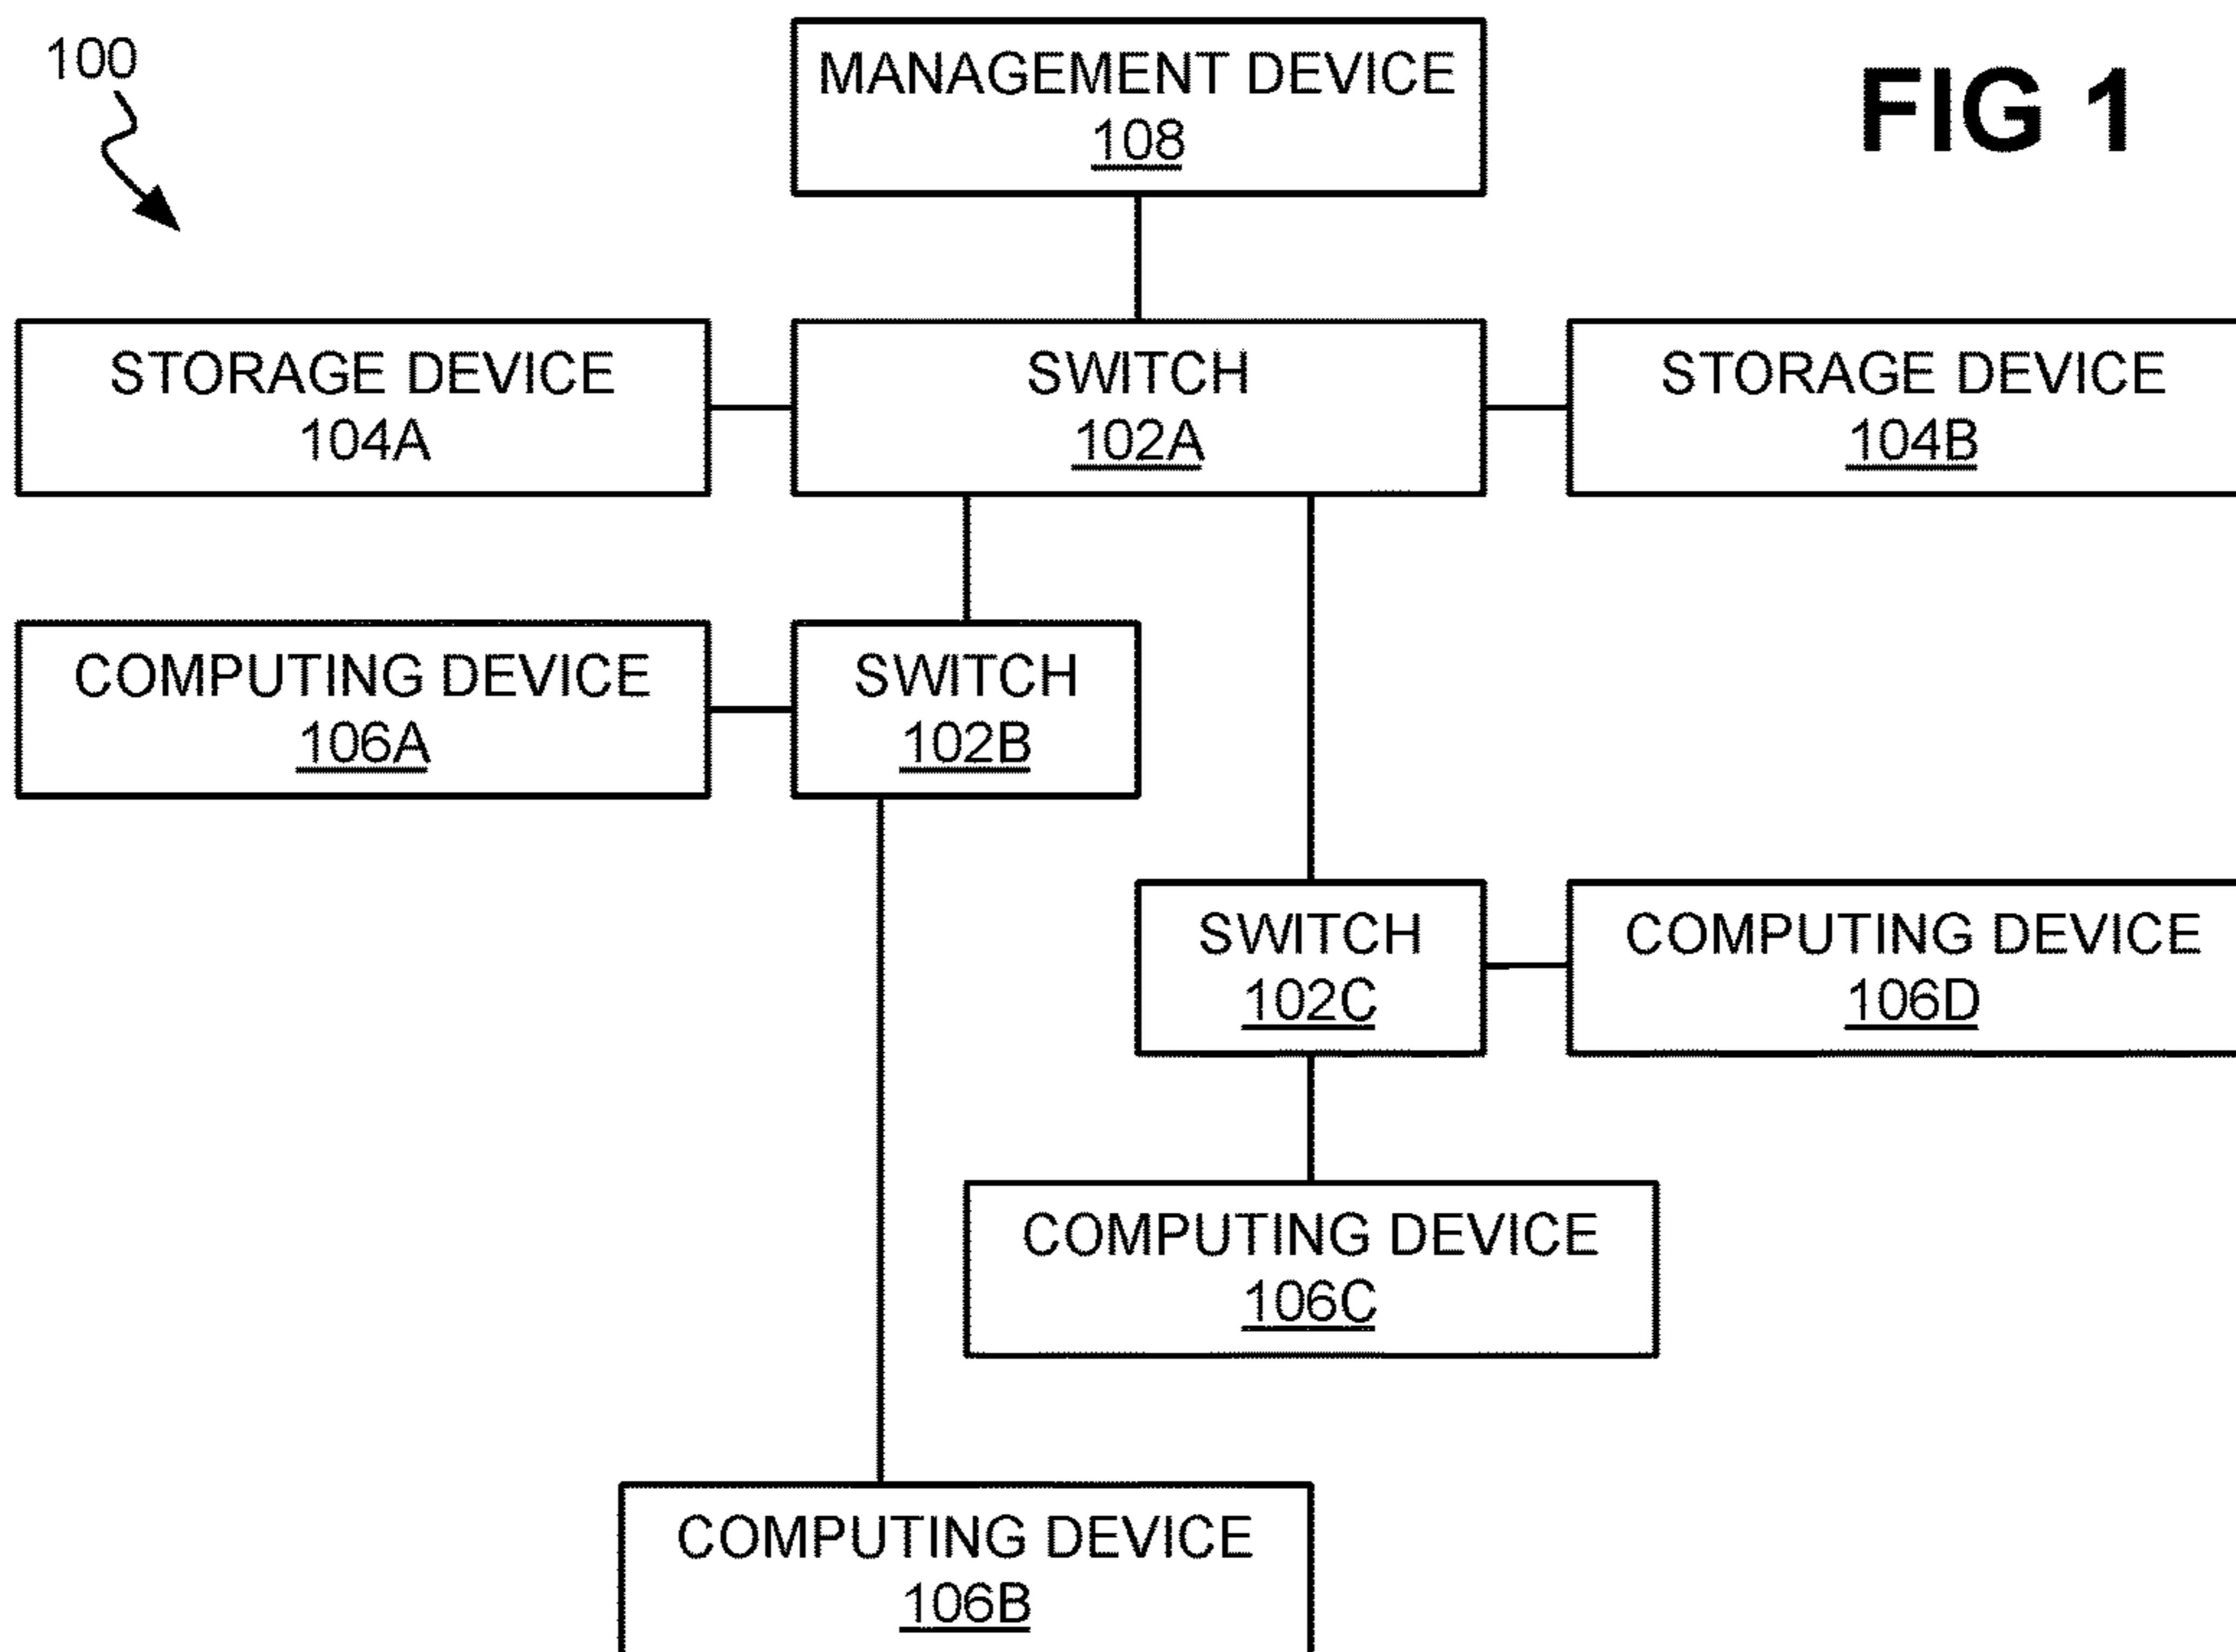 100
MANAGEMENT DEVICE
108
FIG 1
STORAGE DEVICE
104A
SWITCH
102A
STORAGE DEVICE
104B
COMPUTING DEVICE
106A
SWITCH
102B
SWITCH
102C
COMPUTING DEVICE
106D
COMPUTING DEVICE
106C
COMPUTING DEVICE
106B